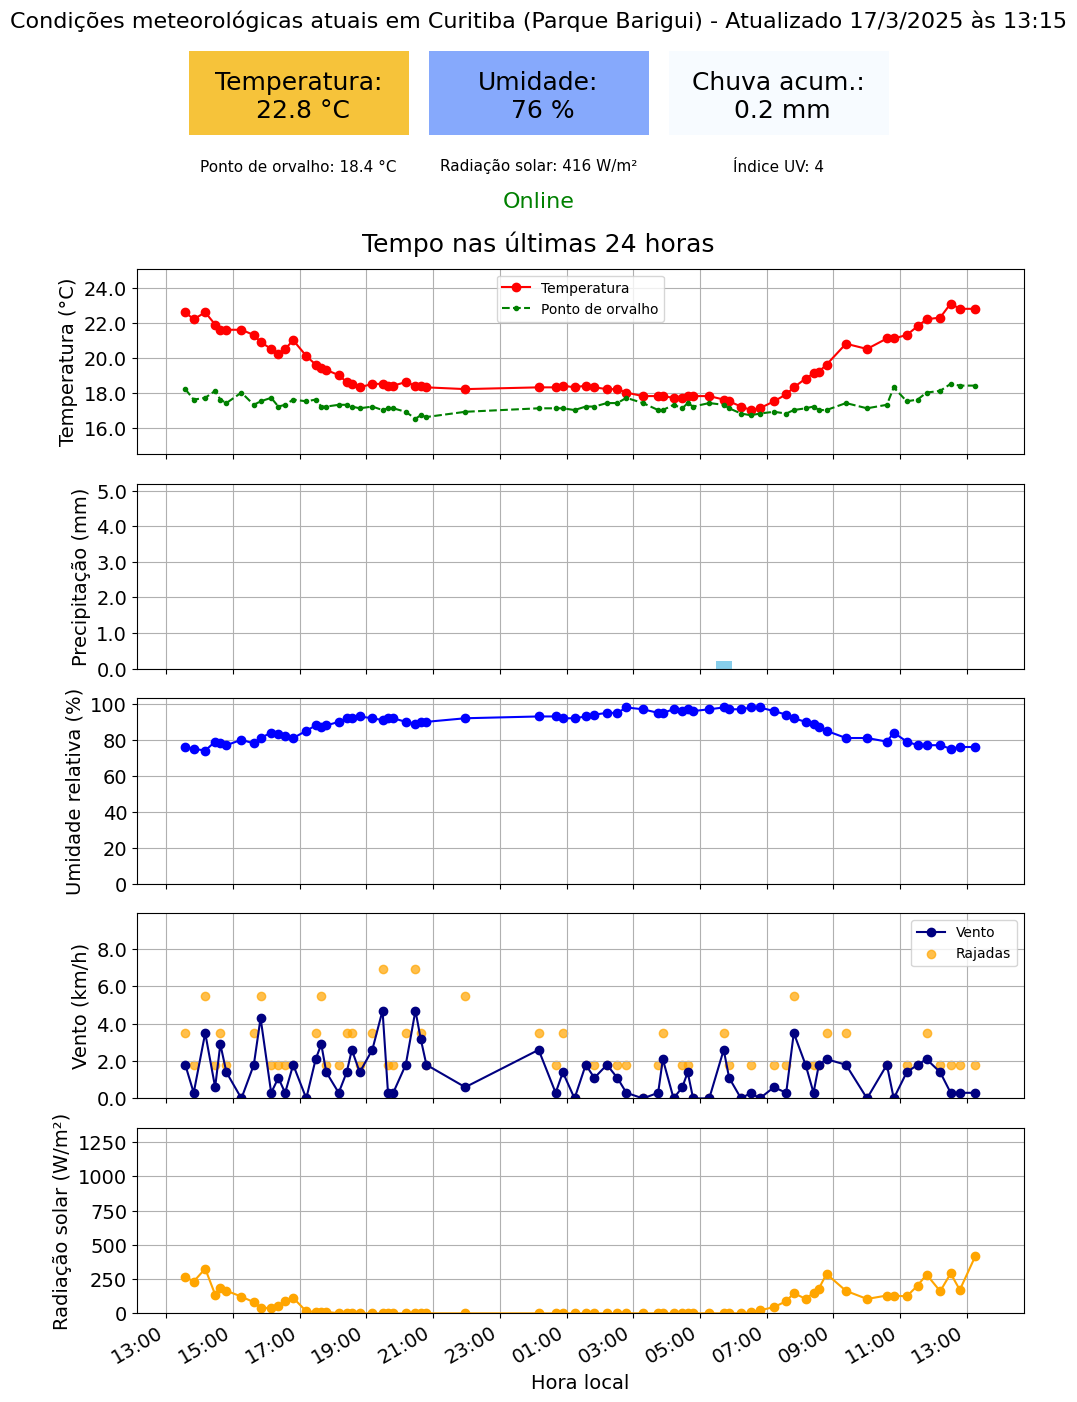 Condições meteorológicas atuais em Curitiba (Parque Barigui) - Atualizado 17/3/2025 às 13:15
Temperatura:
22.8 °C
Umidade:
76 %
Chuva acum.:
0.2 mm
Ponto de orvalho: 18.4 °C
Radiação solar: 416 W/m²
Índice UV: 4
Online
Tempo nas últimas 24 horas
Temperatura (°C)
24.0
22.0
20.0
18.0
16.0
Temperatura
Ponto de orvalho
Precipitação (mm)
5.0
4.0
3.0
2.0
1.0
0.0
Umidade relativa (%)
100
80
60
40
20
0
Vento (km/h)
8.0
6.0
4.0
2.0
0.0
Vento
Rajadas
Radiação solar (W/m²)
1250
1000
750
500
250
0
13:00
15:00
17:00
19:00
21:00
23:00
01:00
03:00
05:00
07:00
09:00
11:00
13:00
Hora local